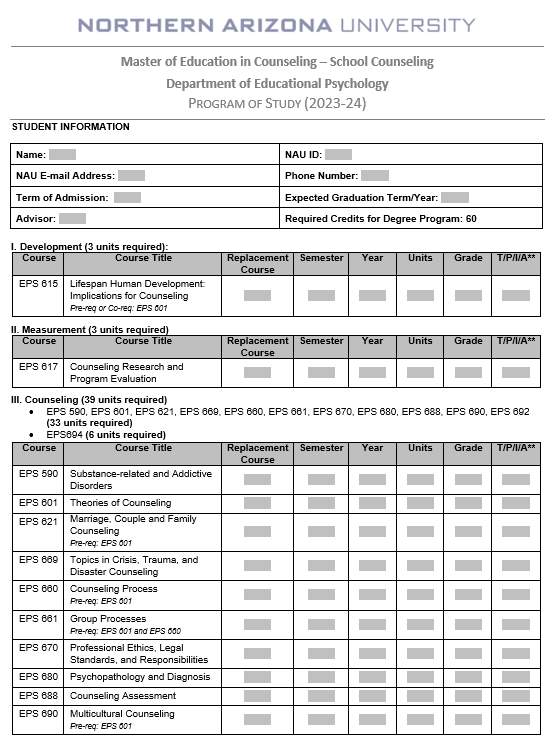 NORTHERN ARIZONA UNIVERSITY
Master of Education in Counseling – School Counseling
Department of Educational Psychology
PROGRAM OF STUDY (2023-24)
STUDENT INFORMATION
Name:
NAU ID:
NAU E-mail Address:
Phone Number:
Term of Admission:
Expected Graduation Term/Year:
Advisor:
Required Credits for Degree Program: 60
I. Development (3 units required):
Course Course Title Replacement Course Semester Year Units Grade T/P/I/A**
EPS 615 Lifespan Human Development:
Implications for Counseling
Pre-req or Co-req: EPS 601
II. Measurement (3 units required)
Course Course Title Replacement Course Semester Year Units Grade T/P/I/A**
EPS 617 Counseling Research and
Program Evaluation
III. Counseling (39 units required)
• EPS 590, EPS 601, EPS 621, EPS 669, EPS 660, EPS 661, EPS 670, EPS 680, EPS 688, EPS 690, EPS 692
(33 units required)
• EPS694 (6 units required)
Course Course Title Replacement Course Semester Year Units Grade T/P/I/A**
EPS 590 Substance-related and Addictive
Disorders
EPS 601 Theories of Counseling
EPS 621 Marriage, Couple and Family
Counseling
Pre-req: EPS 601
EPS 669 Topics in Crisis, Trauma, and
Disaster Counseling
EPS 660 Counseling Process
Pre-req: EPS 601
EPS 661 Group Processes
Pre-req: EPS 601 and EPS 660
EPS 670 Professional Ethics, Legal
Standards, and Responsibilities
EPS 680 Psychopathology and Diagnosis
EPS 688 Counseling Assessment
EPS 690 Multicultural Counseling
Pre-req: EPS 601